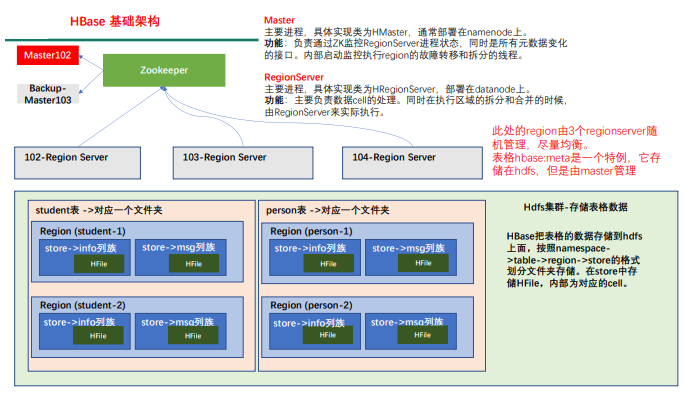 HBase 基础架构
Master
主要进程，具体实现类为HMaster，通常部署在namenode上。
功能：负责通过ZK监控RegionServer进程状态，同时是所有元数据变化
的接口。内部启动监控执行region的故障转移和拆分的线程。
RegionServer
主要进程，具体实现类为HRegionServer，部署在datanode上。
功能：主要负责数据cell的处理。同时在执行区域的拆分和合并的时候，
由RegionServer来实际执行。
Master102
Zookeeper
Backup-
Master103
此处的region由3个regionserver随
机管理，尽量均衡。
表格hbase:meta是一个特例，它存
储在hdfs，但是由master管理
102-Region Server
103-Region Server
104-Region Server
student表 ->对应一个文件夹
Region (student-1)
store->info列族
HFile
store->msg列族
HFile
Region (student-2)
store->info列族
HFile
store->msg列族
HFile
person表 ->对应一个文件夹
Region (person-1)
store->info列族
HFile
store->msg列族
HFile
Region (person-2)
store->info列族
HFile
store->msg列族
HFile
Hdfs集群-存储表格数据
HBase把表格的数据存储到hdfs
上面，按照namespace-
>table->region->store的格式
划分文件夹存储。在store中存
储HFile，内部为对应的cell。